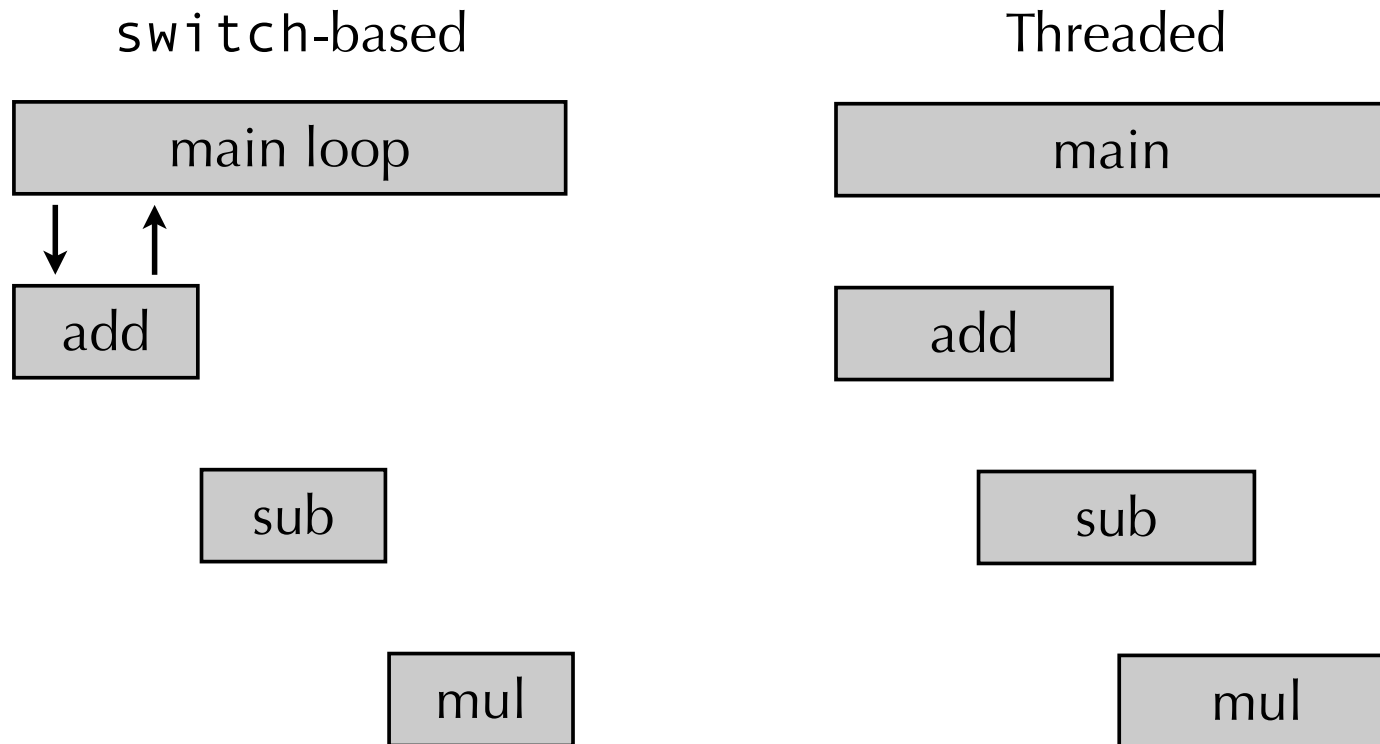 switch-based
main loop
add
sub
mul
Threaded
main
add
sub
mul